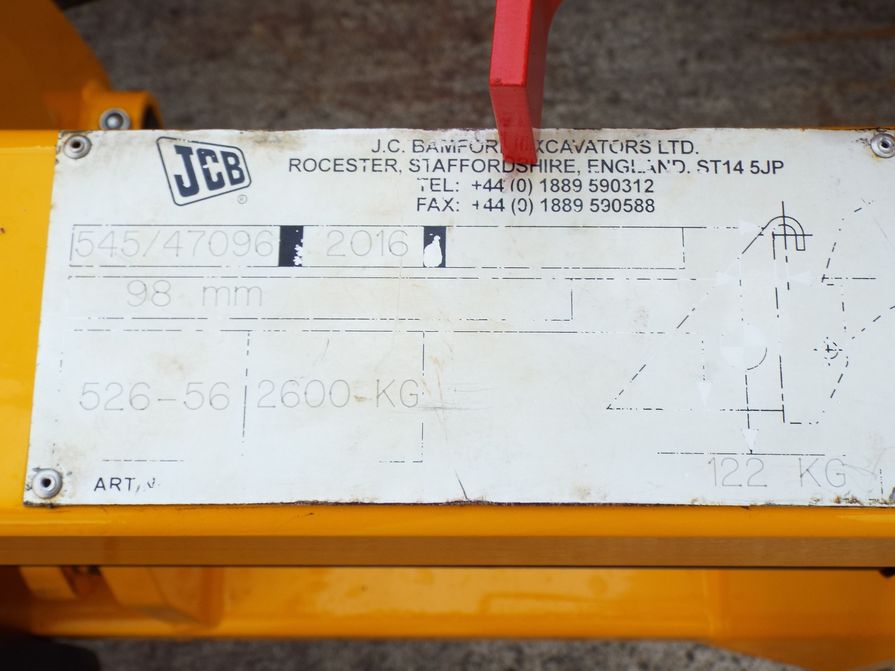 JCB
®
J.C. BAMFORD EXCAVATORS LTD.
ROCESTER, STAFFORDSHIRE, ENGLAND. ST14 5JP
TEL: +44 (0) 1889 590312
FAX: +44 (0) 1889 590588
545/47096 2016
98 mm
526-56 2600 KG
122 KG
ART